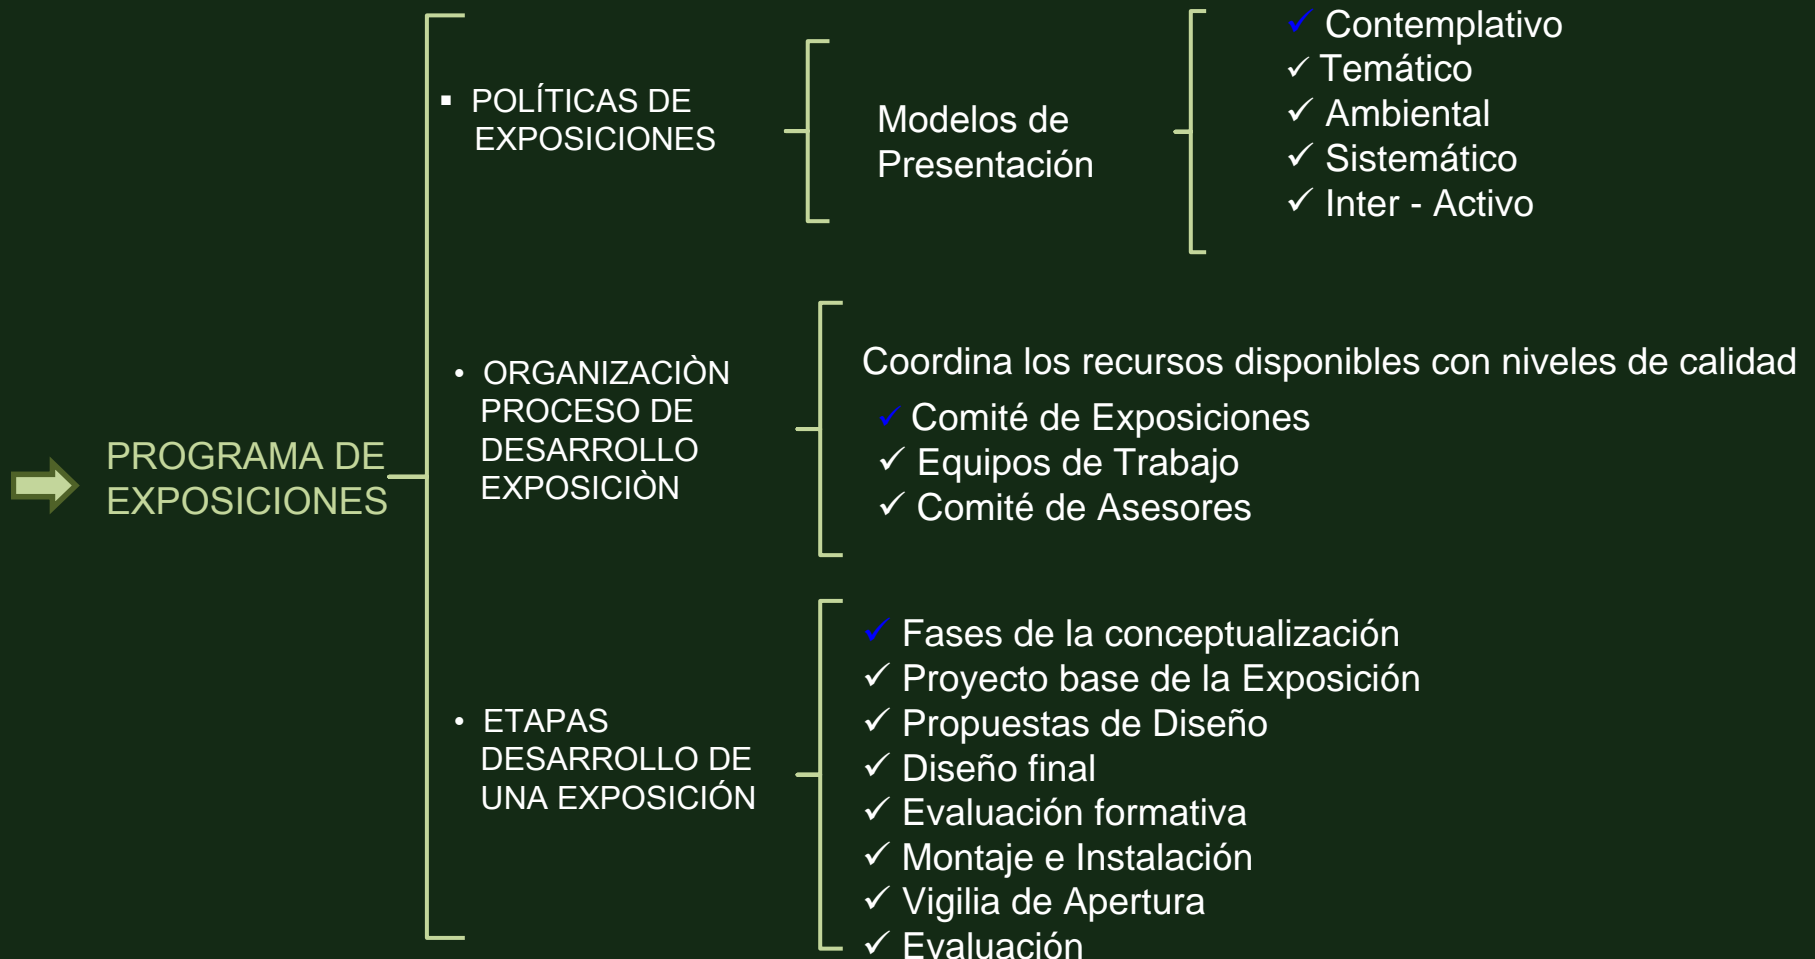 PROGRAMA DE
EXPOSICIONES
▪ POLÍTICAS DE
EXPOSICIONES
Modelos de
Presentación
✓ Contemplativo
✓ Temático
✓ Ambiental
✓ Sistemático
✓ Inter - Activo
• ORGANIZACIÒN
PROCESO DE
DESARROLLO
EXPOSICIÒN
Coordina los recursos disponibles con niveles de calidad
✓ Comité de Exposiciones
✓ Equipos de Trabajo
✓ Comité de Asesores
• ETAPAS
DESARROLLO DE
UNA EXPOSICIÓN
✓ Fases de la conceptualización
✓ Proyecto base de la Exposición
✓ Propuestas de Diseño
✓ Diseño final
✓ Evaluación formativa
✓ Montaje e Instalación
✓ Vigilia de Apertura
✓ Evaluación